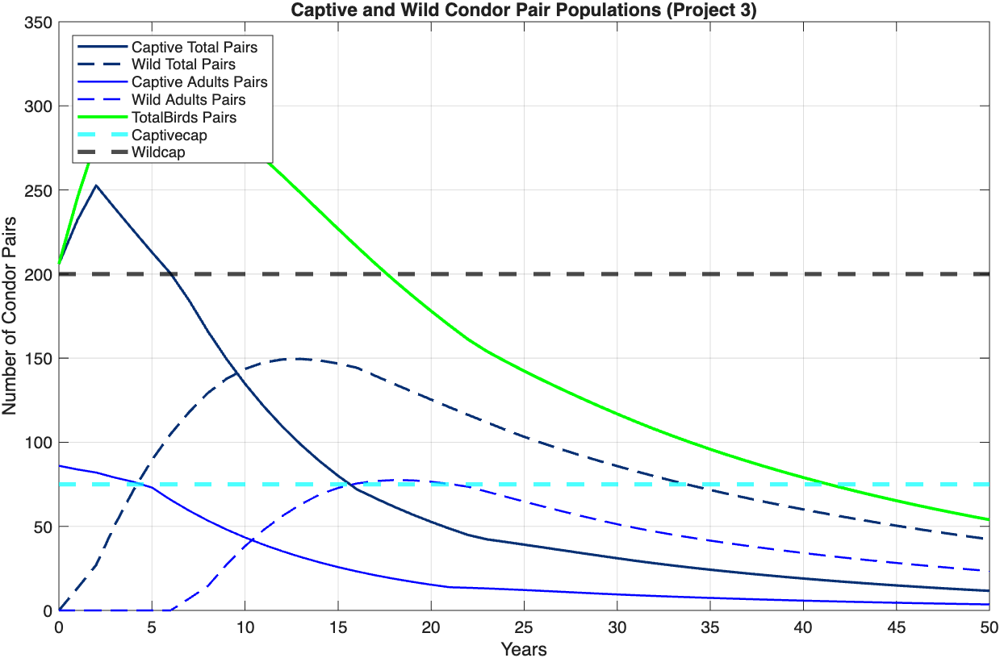 Captive and Wild Condor Pair Populations (Project 3)
350
300
250
200
150
100
50
0
Number of Condor Pairs
Captive Total Pairs
Wild Total Pairs
Captive Adults Pairs
Wild Adults Pairs
TotalBirds Pairs
Captivecap
Wildcap
0 5 10 15 20 25 30 35 40 45 50
Years